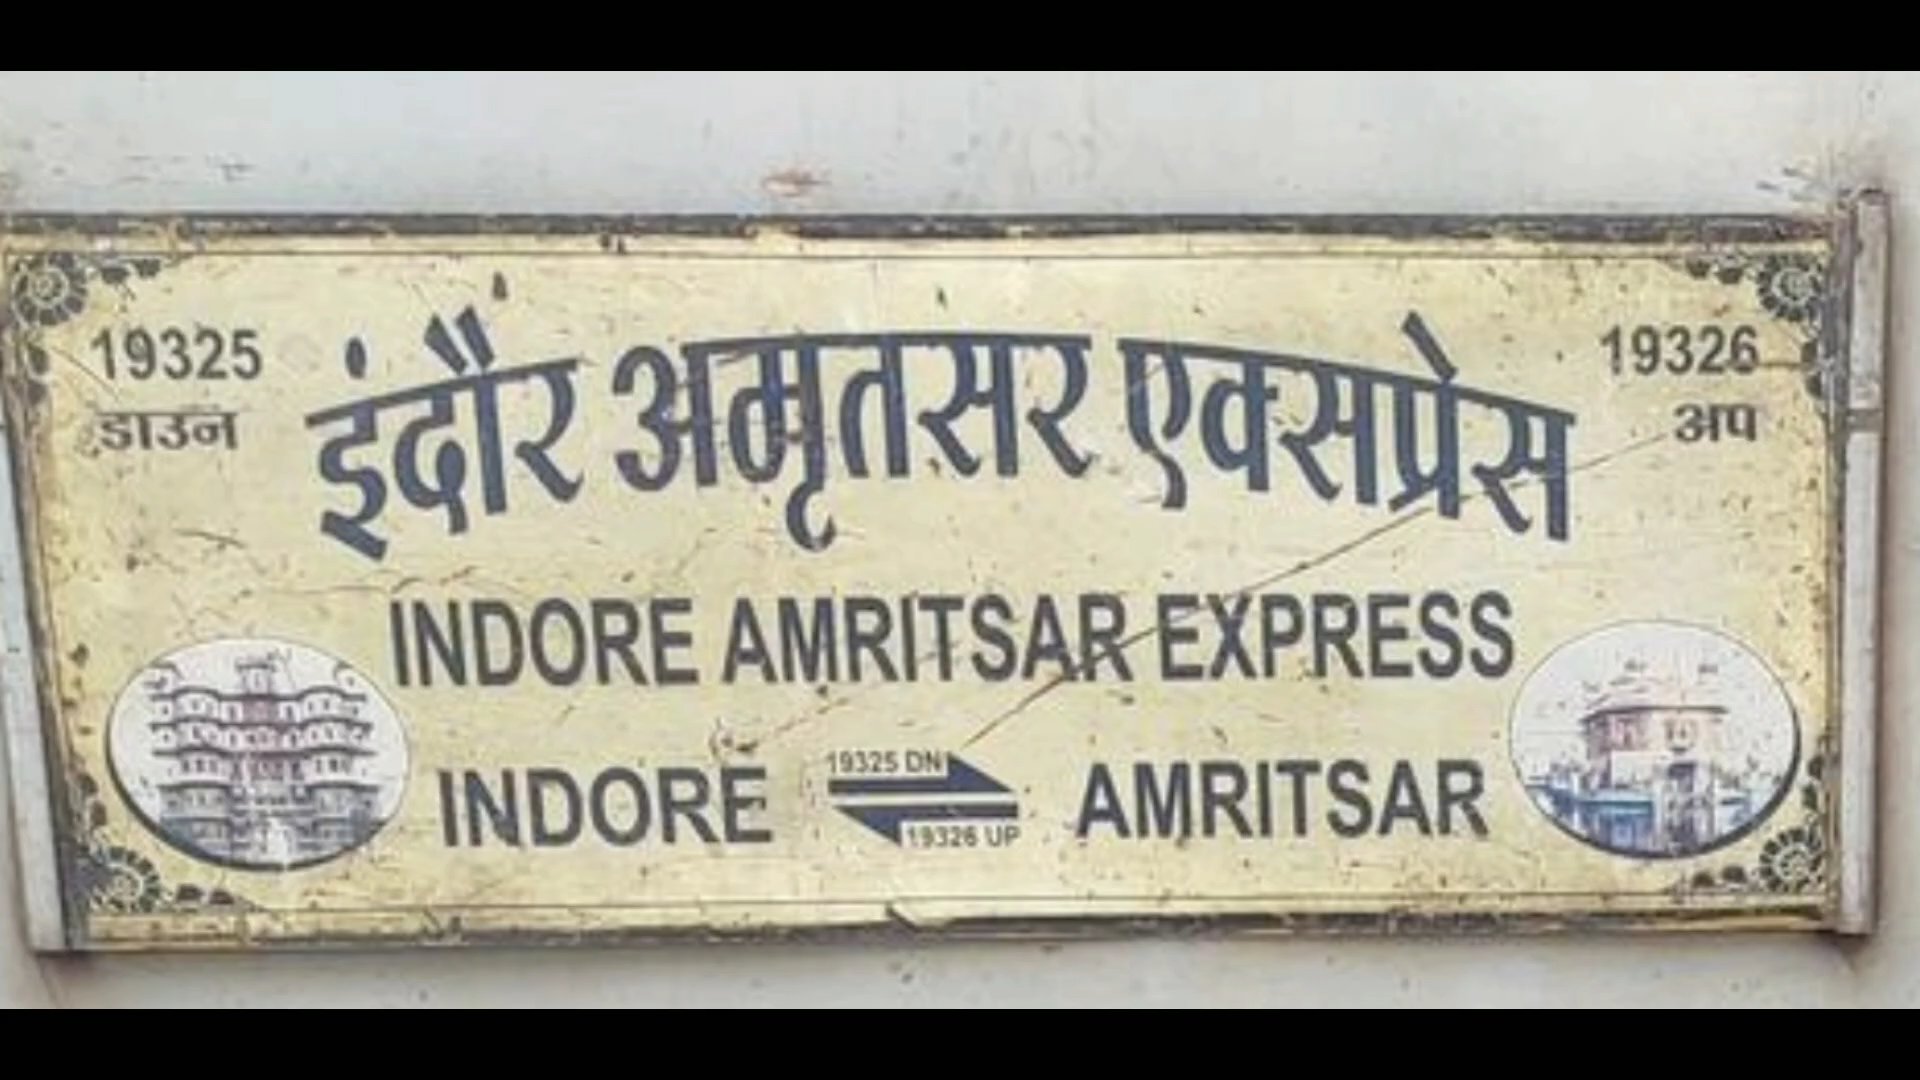 19325
डाउन
इंदौर अमृतसर एक्सप्रेस
19326
अप
INDORE AMRITSAR EXPRESS
INDORE
19325 DN
19326 UP
AMRITSAR